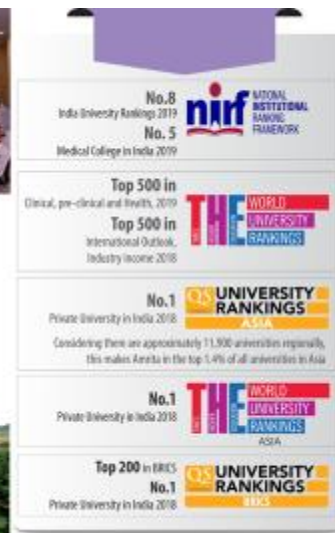 No.8
India University Rankings 2019
No. 5
Medical College in India 2019
nirf
NATIONAL
INSTITUTIONAL
RANKING
FRAMEWORK
Top 500 in
Clinical, pre-clinical and Health, 2019
Top 500 in
International Outlook,
Industry income 2018
THE
WORLD
UNIVERSITY
RANKINGS
No.1
Private University in India 2018
QS UNIVERSITY
RANKINGS
ASIA
Considering there are approximately 11,900 universities regionally,
this makes Amrita in the top 1.4% of all universities in Asia
No.1
Private University in India 2018
THE
WORLD
UNIVERSITY
RANKINGS
ASIA
Top 200 in BRICS
No.1
Private University in India 2018
QS UNIVERSITY
RANKINGS
BRICS